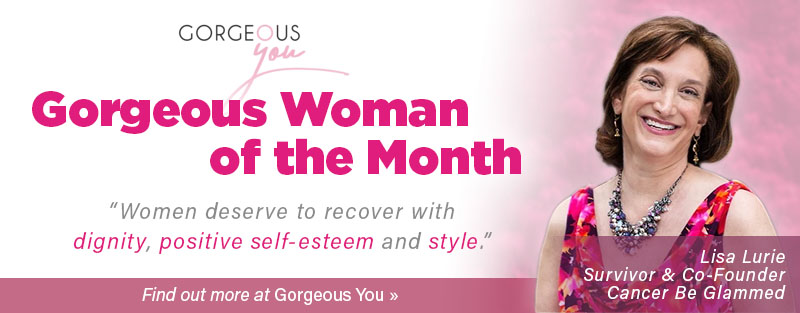 GORGEOUS
you
Gorgeous Woman
of the Month
“Women deserve to recover with
dignity, positive self-esteem and style.”
Lisa Lurie
Survivor & Co-Founder
Cancer Be Glammed
Find out more at Gorgeous You »